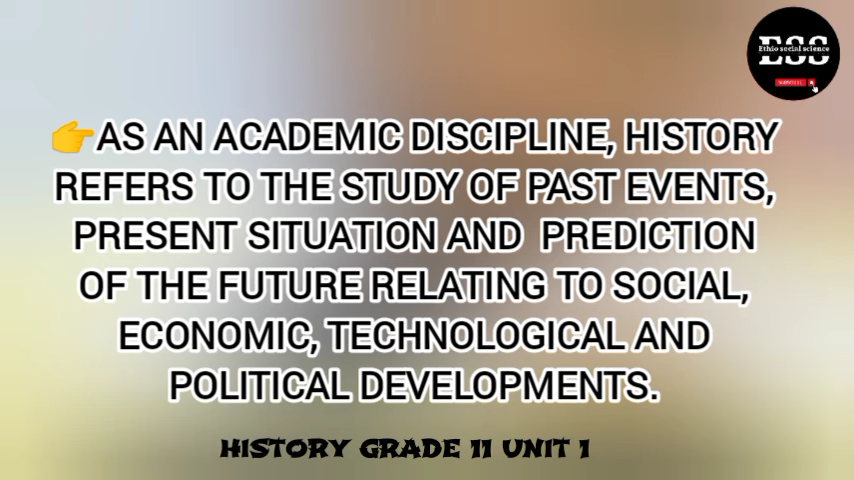 ESS
Ethio social science
👉AS AN ACADEMIC DISCIPLINE, HISTORY
REFERS TO THE STUDY OF PAST EVENTS,
PRESENT SITUATION AND PREDICTION
OF THE FUTURE RELATING TO SOCIAL,
ECONOMIC, TECHNOLOGICAL AND
POLITICAL DEVELOPMENTS.
HISTORY GRADE 11 UNIT 1